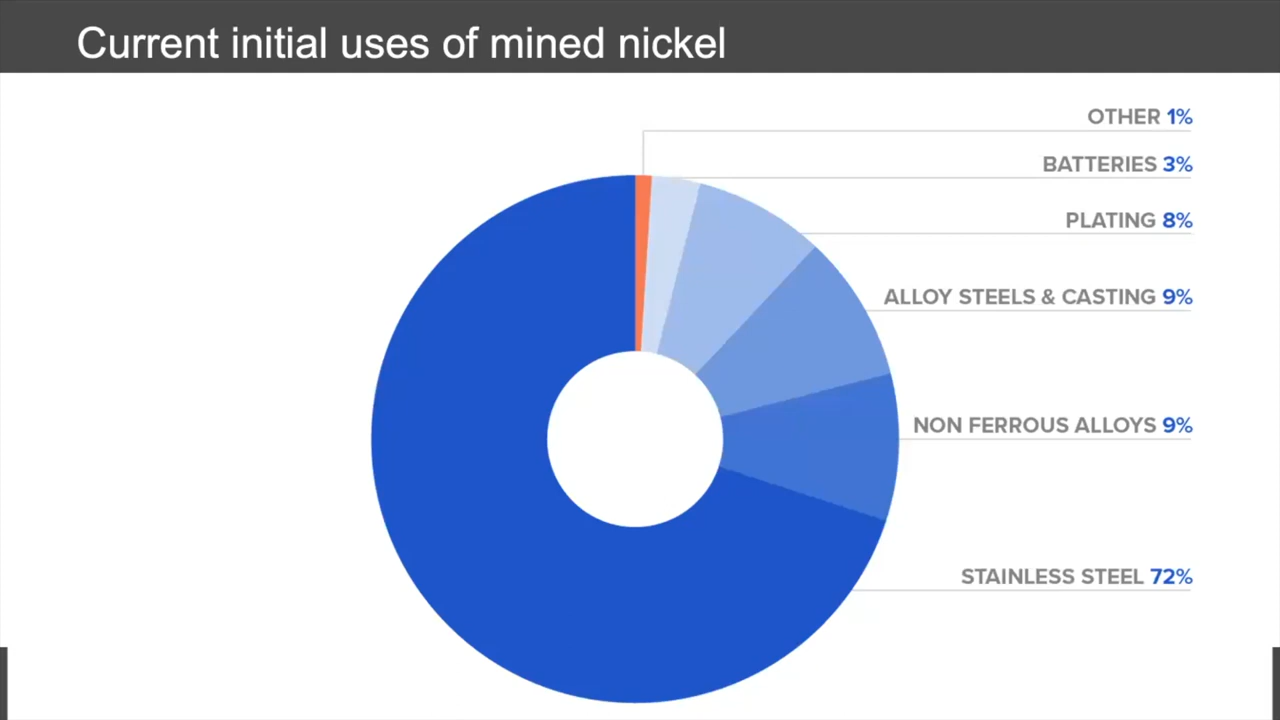 Current initial uses of mined nickel
OTHER 1%
BATTERIES 3%
PLATING 8%
ALLOY STEELS & CASTING 9%
NON FERROUS ALLOYS 9%
STAINLESS STEEL 72%